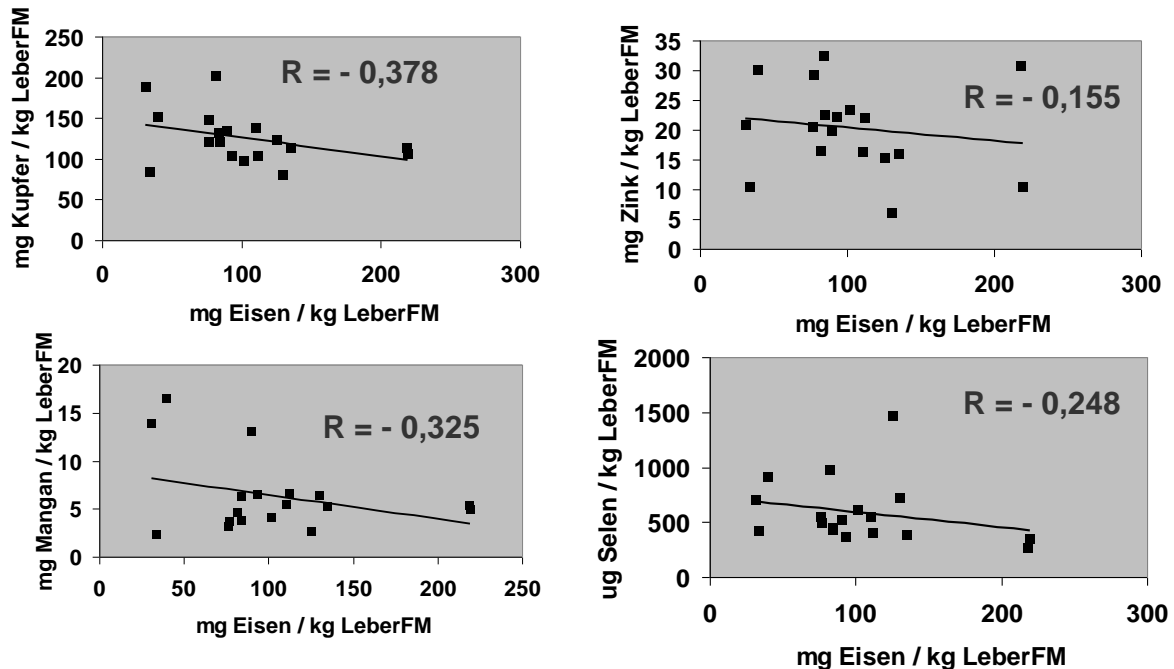 mg Kupfer / kg LeberFM
250
200
150
100
50
0
R = - 0,378
0 100 200 300
mg Eisen / kg LeberFM
mg Zink / kg LeberFM
35
30
25
20
15
10
5
0
R = - 0,155
0 100 200 300
mg Eisen / kg LeberFM
mg Mangan / kg LeberFM
20
15
10
5
0
R = - 0,325
0 50 100 150 200 250
mg Eisen / kg LeberFM
ug Selen / kg LeberFM
2000
1500
1000
500
0
R = - 0,248
0 100 200 300
mg Eisen / kg LeberFM